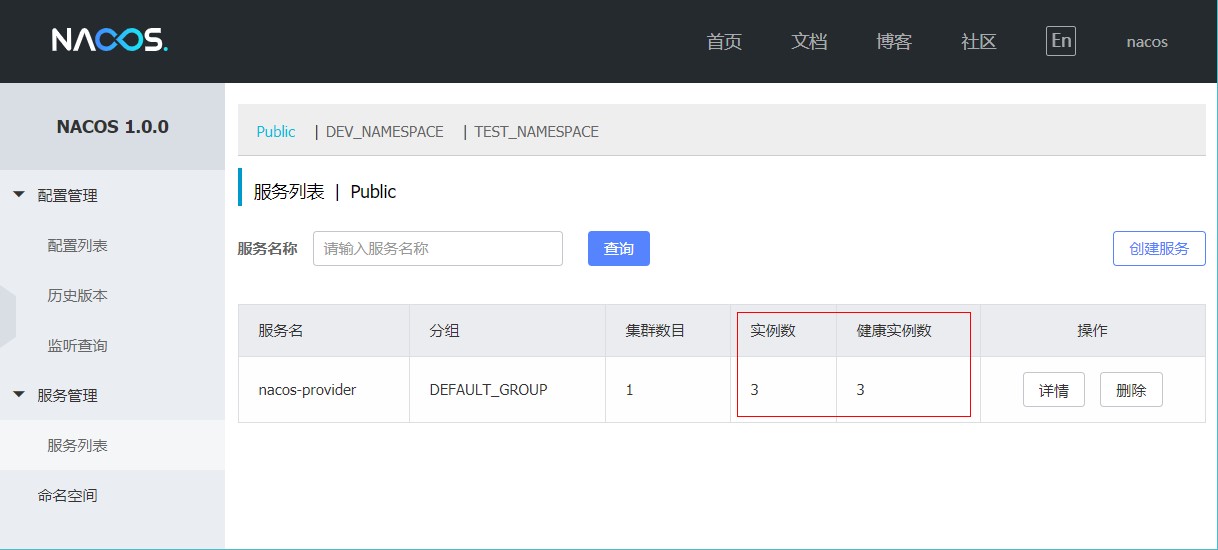 NACOS.
首页 文档 博客 社区 En nacos
NACOS 1.0.0
配置管理
配置列表
历史版本
监听查询
服务管理
服务列表
命名空间
Public | DEV_NAMESPACE | TEST_NAMESPACE
服务列表 | Public
服务名称 请输入服务名称 查询 创建服务
服务名 分组 集群数目 实例数 健康实例数 操作
nacos-provider DEFAULT_GROUP 1 3 3 详情 删除